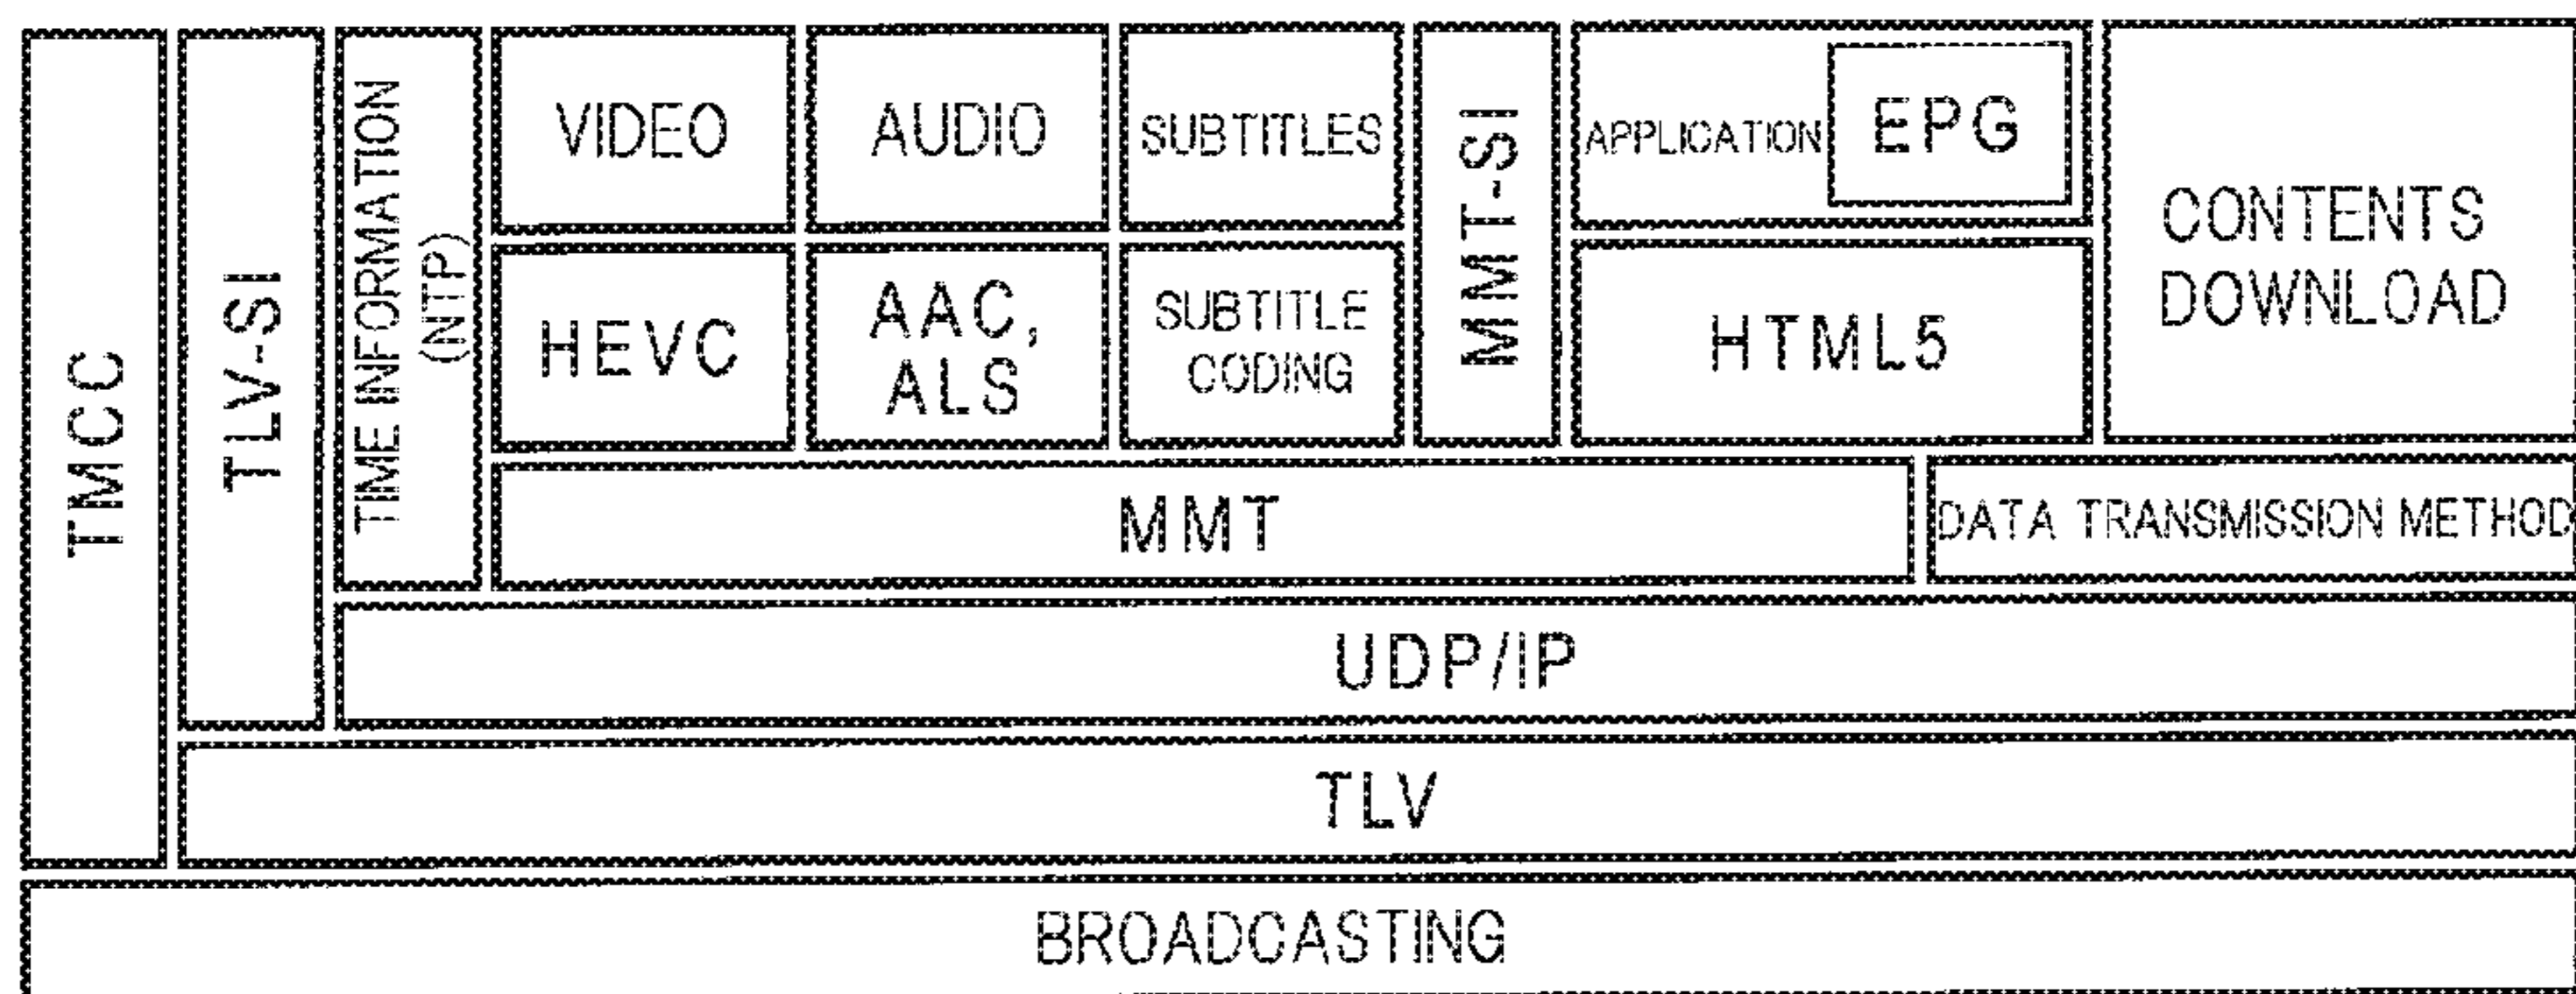 TMCC
TLV-SI
TIME INFORMATION
(NTP)
VIDEO
AUDIO
SUBTITLES
MMT-SI
APPLICATION
EPG
CONTENTS
DOWNLOAD
HEVC
AAC,
ALS
SUBTITLE
CODING
HTML5
MMT
DATA TRANSMISSION METHOD
UDP/IP
TLV
BROADCASTING